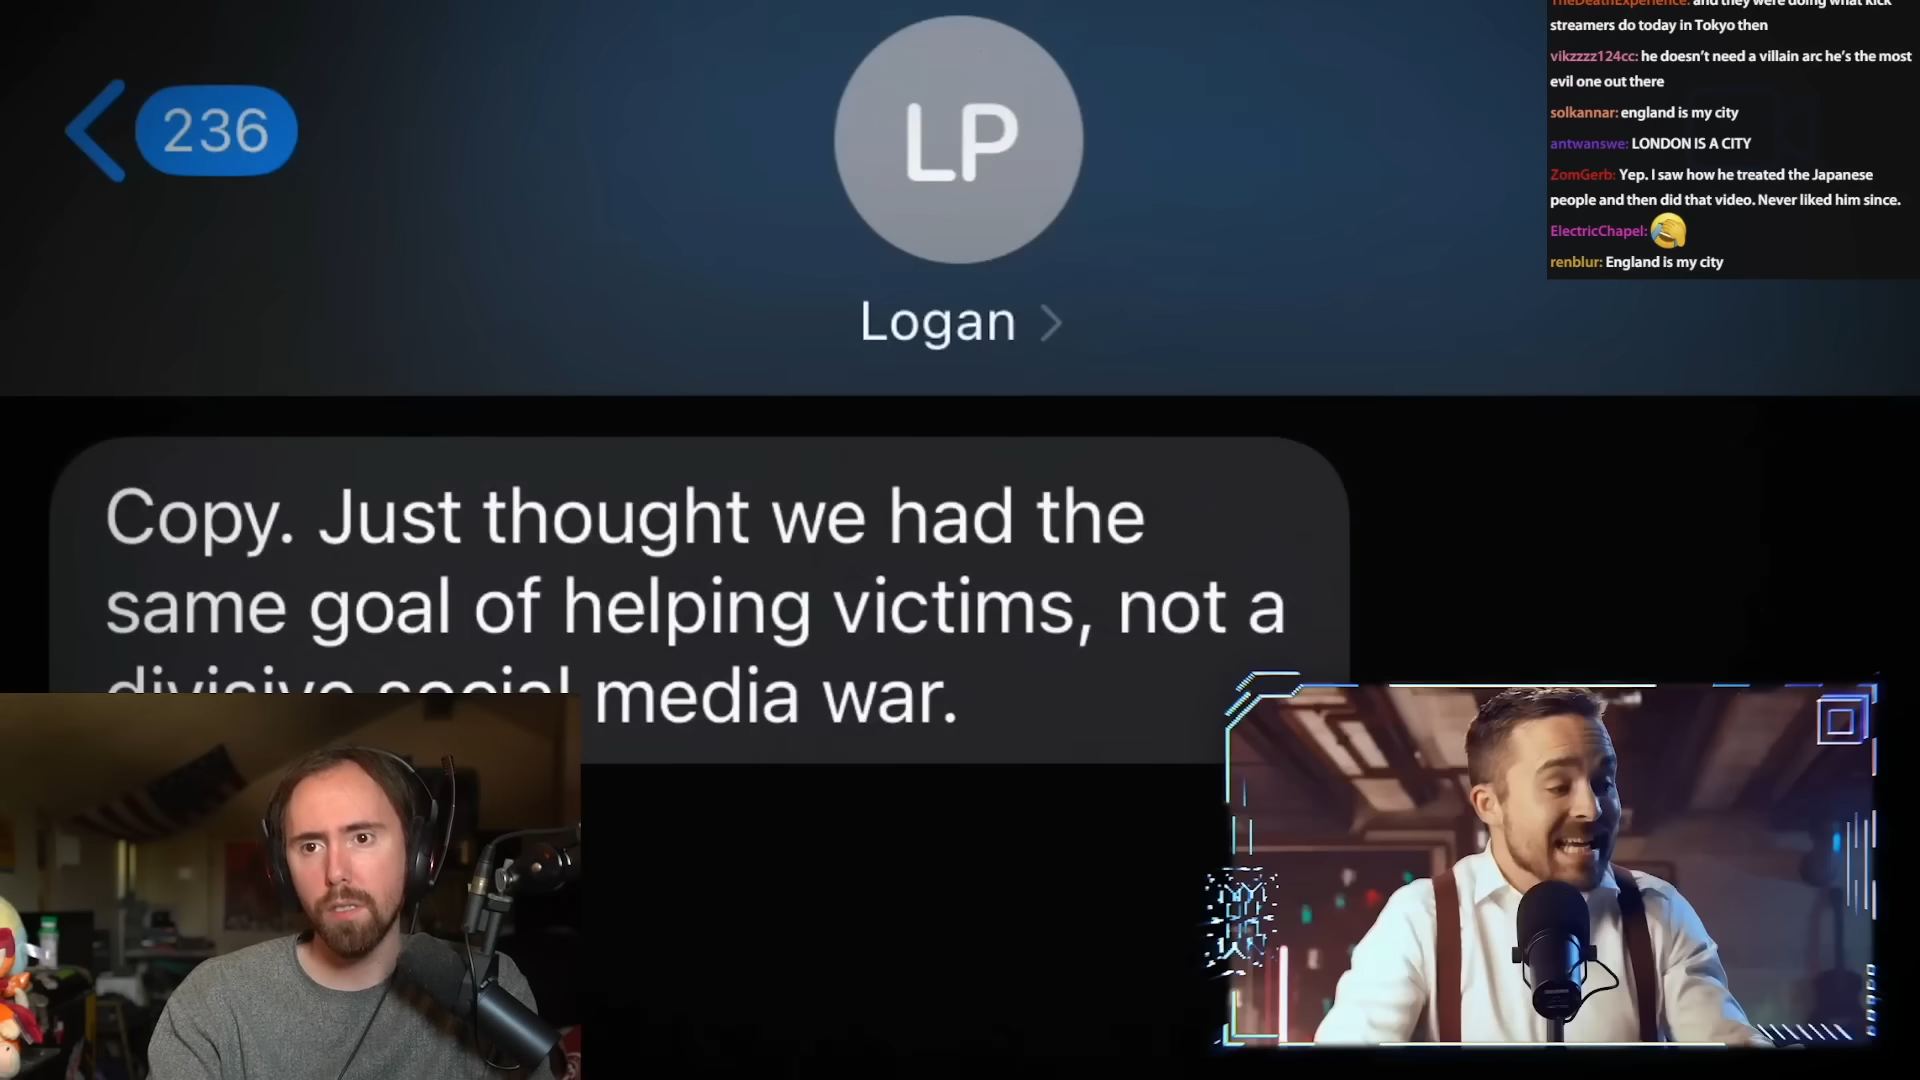 236
LP
Logan
Copy. Just thought we had the
same goal of helping victims, not a
divisive social media war.
TheDeathExperience: and they were doing what kick
streamers do today in Tokyo then
vikzzzz124cc: he doesn't need a villain arc he's the most
evil one out there
solkannar: england is my city
antwanswe: LONDON IS A CITY
ZomGerb: Yep. I saw how he treated the Japanese
people and then did that video. Never liked him since.
ElectricChapel:
renblur: England is my city